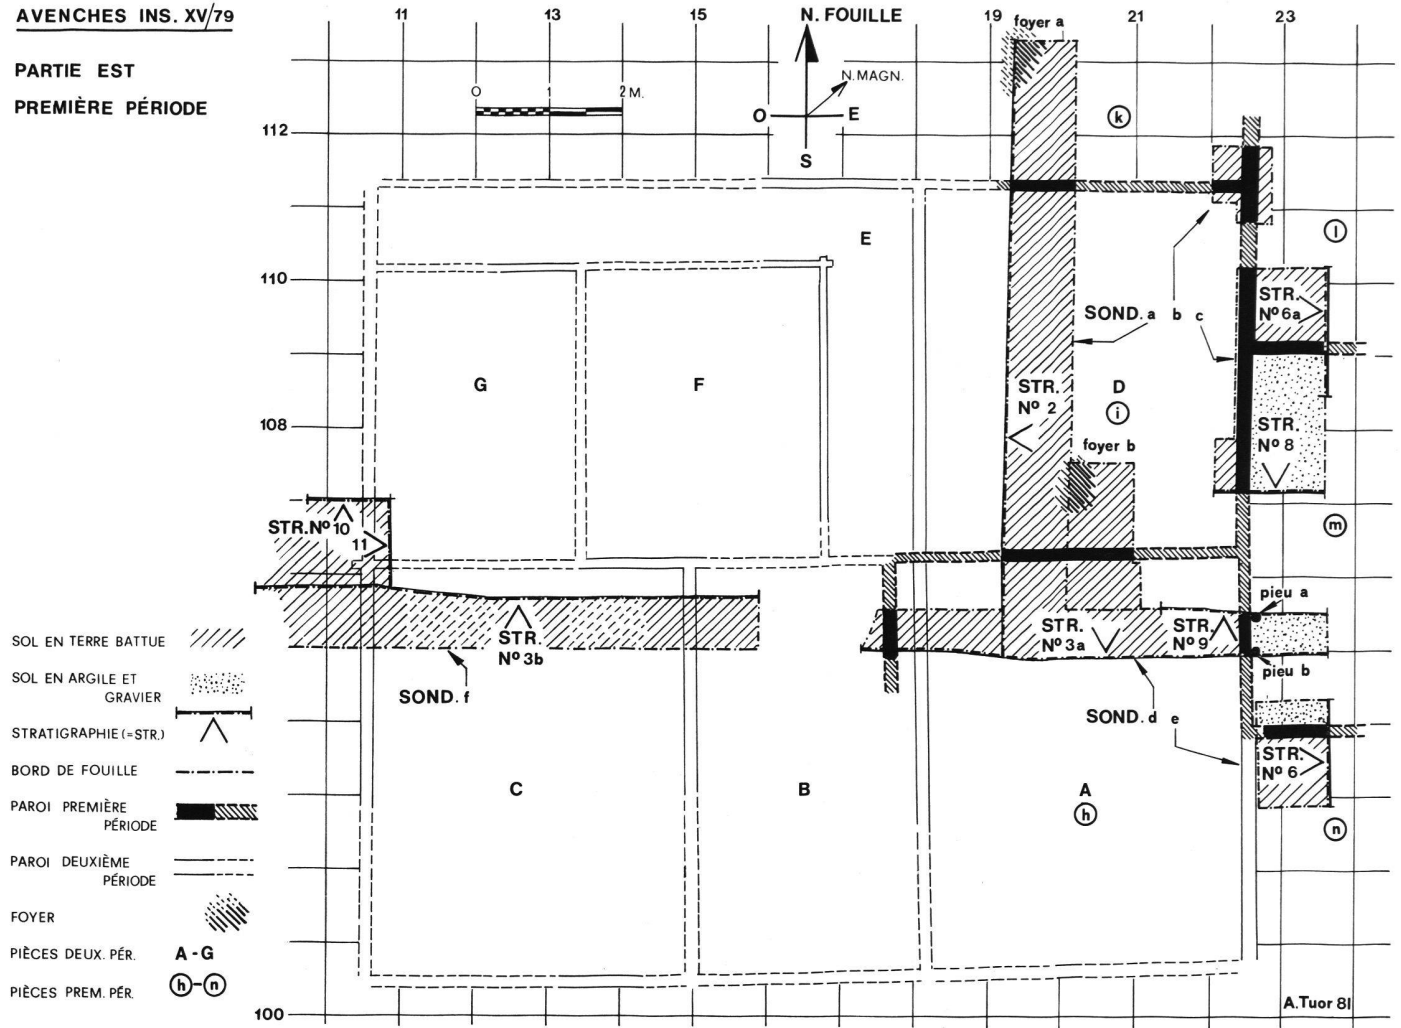 AVENCHES INS. XV/79
PARTIE EST
PREMIÈRE PÉRIODE
11 13 15 N. FOUILLE 19 21 23
foyer a
N.MAGN.
O E
S
0 1 2 M.
112
110
108
100
k
E
l
STR.
Nº 6a
SOND. a b c
G
F
STR.
Nº 2
D
i
foyer b
STR.
Nº 8
STR.Nº 10
11
m
pieu a
STR.
Nº 3b
STR.
Nº 3a
STR.
Nº 9
pieu b
SOND. f
SOND. d e
STR.
Nº 6
C
B
A
h
n
SOL EN TERRE BATTUE
SOL EN ARGILE ET
GRAVIER
STRATIGRAPHIE (=STR.)
BORD DE FOUILLE
PAROI PREMIÈRE
PÉRIODE
PAROI DEUXIÈME
PÉRIODE
FOYER
PIÈCES DEUX. PÉR. A-G
PIÈCES PREM. PÉR. h-n
A.Tuor 81